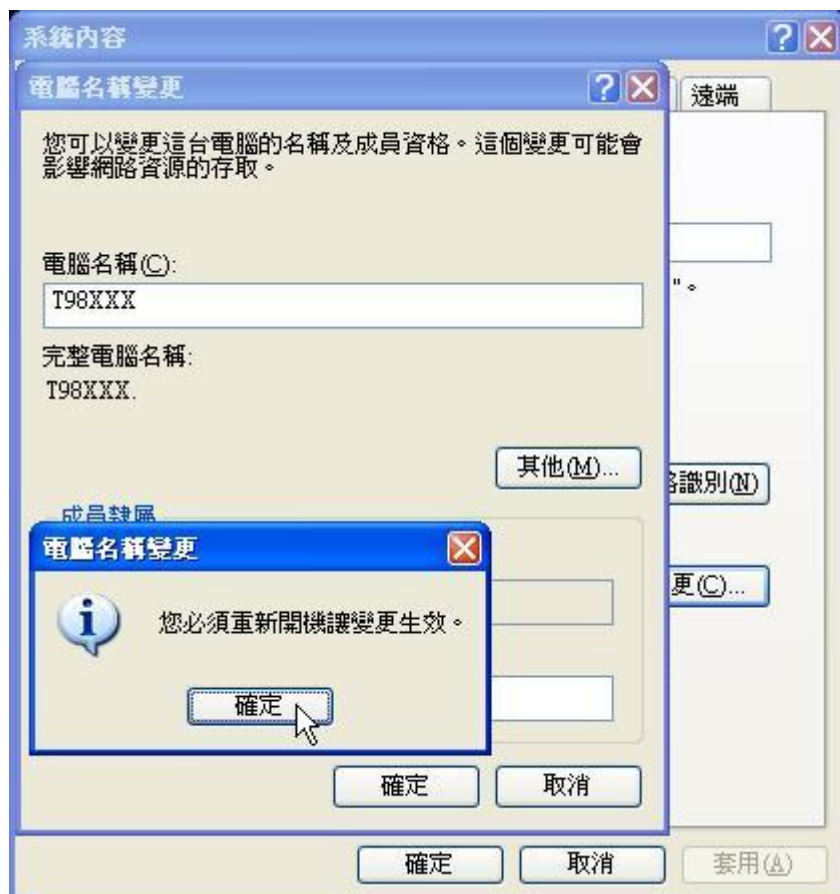 系統內容
電腦名稱變更
遠端
您可以變更這台電腦的名稱及成員資格。這個變更可能會
影響網路資源的存取。
電腦名稱(C):
T98XXX
"。
完整電腦名稱:
T98XXX.
其他(M)...
識別(N)
成員隸屬
電腦名稱變更
更(C)...
您必須重新開機讓變更生效。
確定
確定
取消
確定
取消
套用(A)